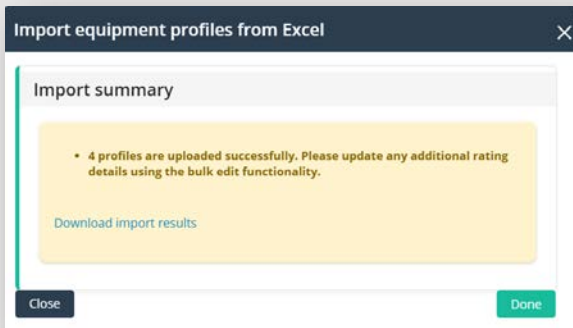 Import equipment profiles from Excel
Import summary
• 4 profiles are uploaded successfully. Please update any additional rating
details using the bulk edit functionality.
Download import results
Close
Done